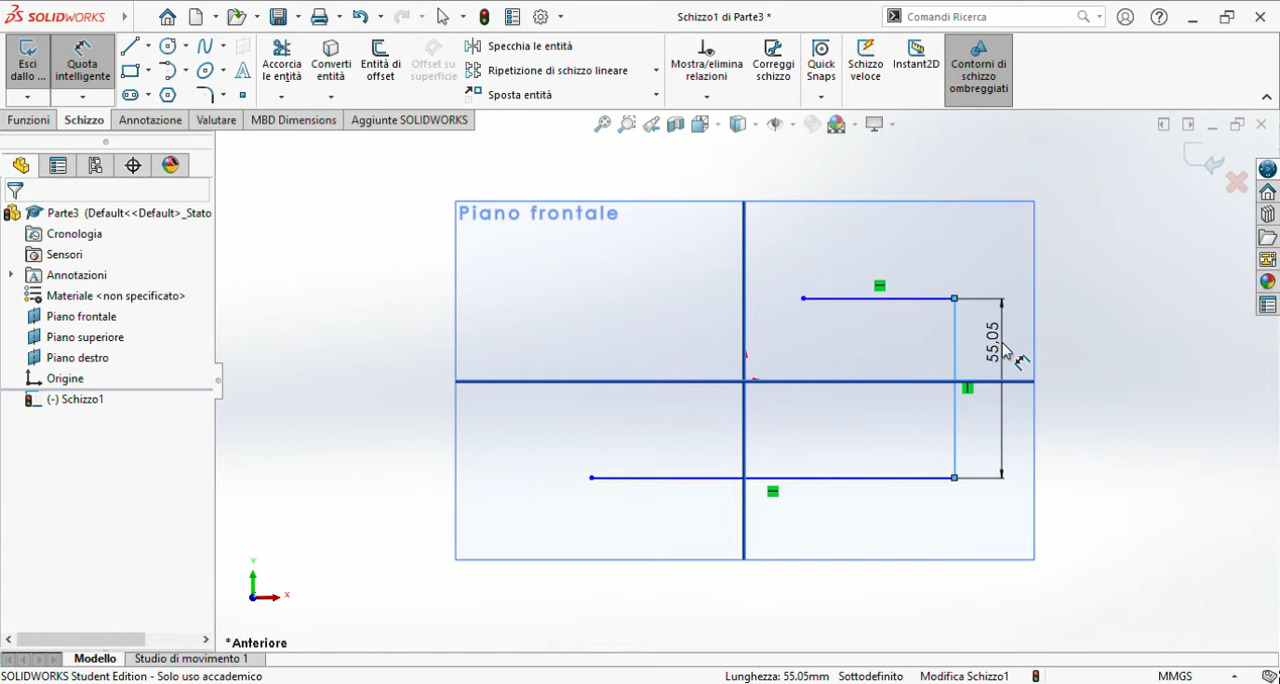 SOLIDWORKS
Schizzo1 di Parte3 *
Comandi Ricerca
Esci dallo ...
Quota intelligente
Accorcia le entità
Converti entità
Entità di offset
Offset su superficie
Specchia le entità
Ripetizione di schizzo lineare
Sposta entità
Mostra/elimina relazioni
Correggi schizzo
Quick Snaps
Schizzo veloce
Instant2D
Contorni di schizzo ombreggiati
Funzioni
Schizzo
Annotazione
Valutare
MBD Dimensions
Aggiunte SOLIDWORKS
Parte3 (Default<<Default>_Stato
Cronologia
Sensori
Annotazioni
Materiale <non specificato>
Piano frontale
Piano superiore
Piano destro
Origine
(-) Schizzo1
Piano frontale
55,05
Y
X
*Anteriore
Modello
Studio di movimento 1
SOLIDWORKS Student Edition - Solo uso accademico
Lunghezza: 55.05mm
Sottodefinito
Modifica Schizzo1
MMGS